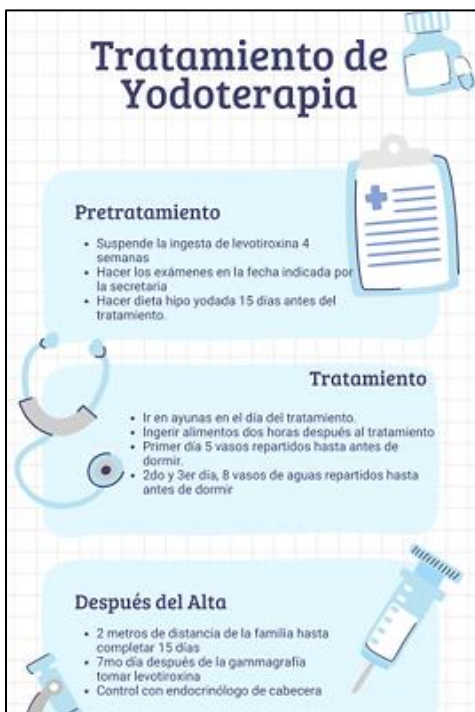 Tratamiento de
Yodoterapia
Pretratamiento
• Suspende la ingesta de levotiroxina 4
semanas
• Hacer los exámenes en la fecha indicada por
la secretaria
• Hacer dieta hipo yodada 15 días antes del
tratamiento.
Tratamiento
• Ir en ayunas en el día del tratamiento.
• Ingerir alimentos dos horas después al tratamiento
• Primer día 5 vasos repartidos hasta antes de
dormir.
• 2do y 3er día, 8 vasos de aguas repartidos hasta
antes de dormir
Después del Alta
• 2 metros de distancia de la familia hasta
completar 15 días
• 7mo día después de la gammagrafía
tomar levotiroxina
• Control con endocrinólogo de cabecera